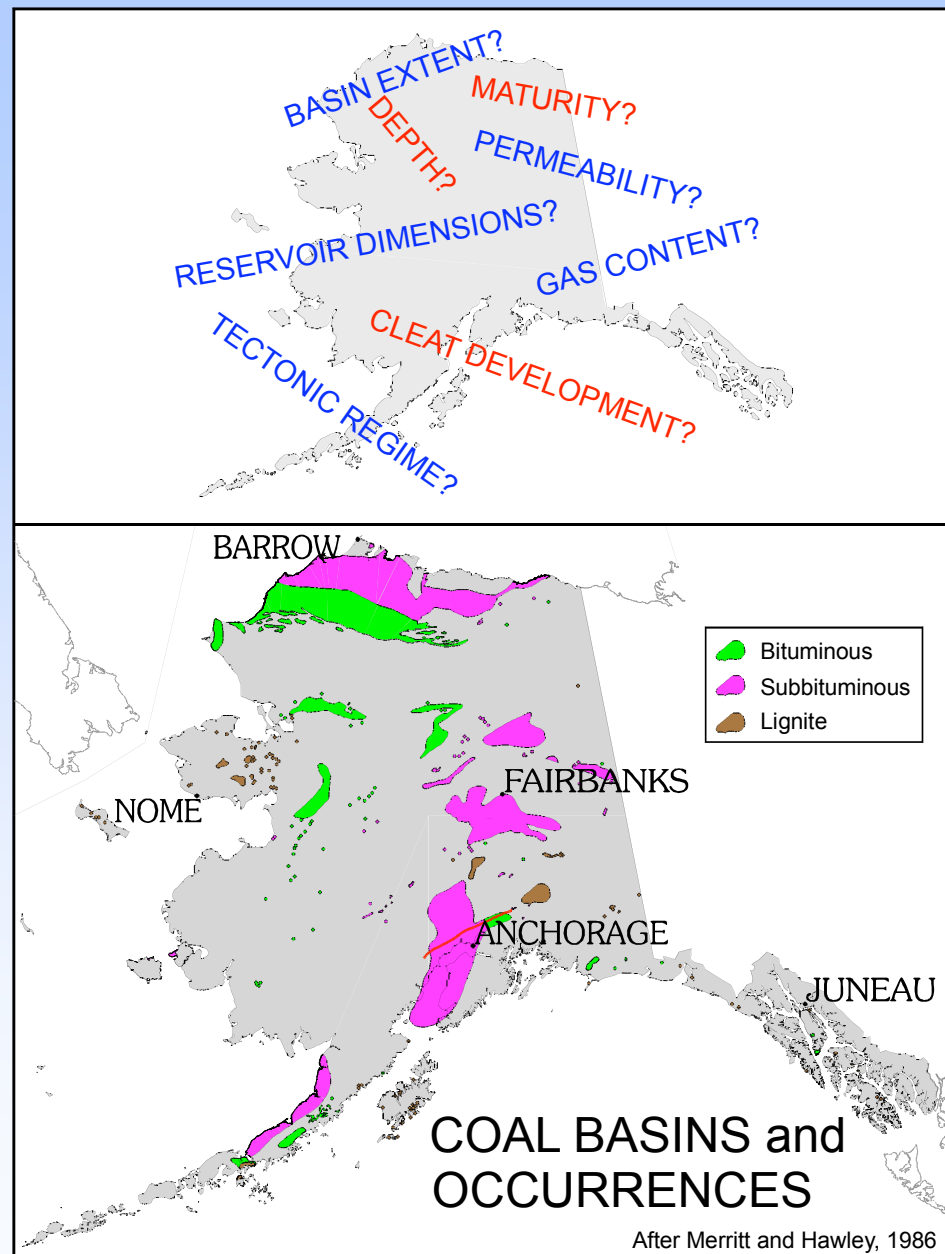 BASIN EXTENT?
MATURITY?
DEPTH?
PERMEABILITY?
RESERVOIR DIMENSIONS?
GAS CONTENT?
TECTONIC REGIME?
CLEAT DEVELOPMENT?
BARROW
Bituminous
Subbituminous
Lignite
FAIRBANKS
NOME
ANCHORAGE
JUNEAU
COAL BASINS and
OCCURRENCES
After Merritt and Hawley, 1986